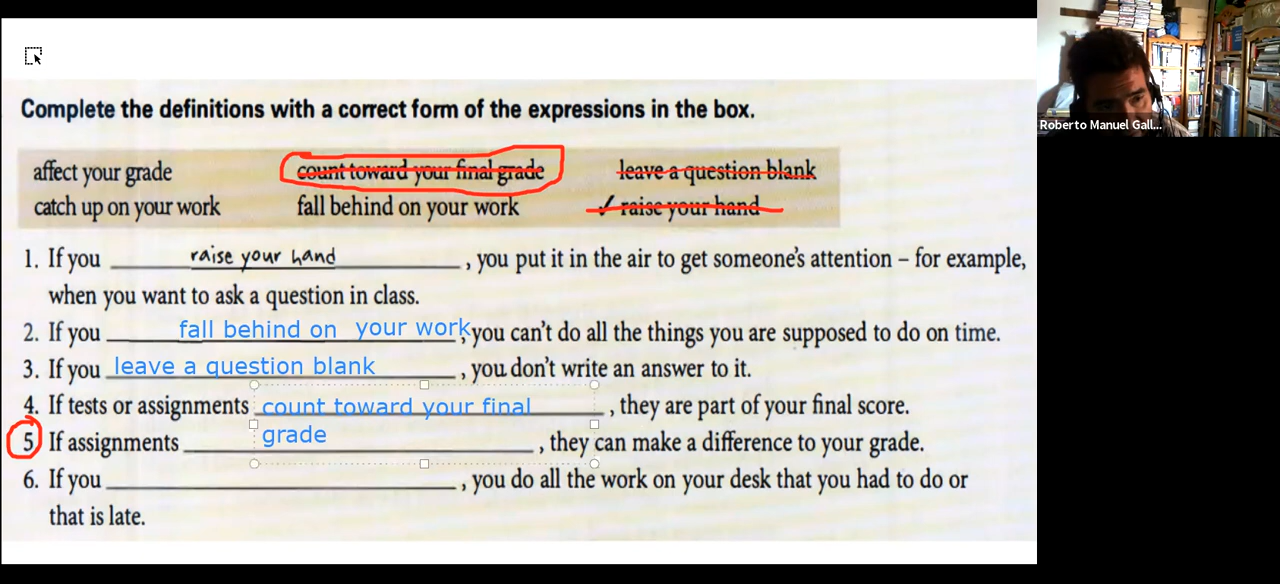 Complete the definitions with a correct form of the expressions in the box.
affect your grade count toward your final grade leave a question blank
catch up on your work fall behind on your work ✓ raise your hand
1. If you raise your hand, you put it in the air to get someone's attention – for example,
when you want to ask a question in class.
2. If you fall behind on your work, you can't do all the things you are supposed to do on time.
3. If you leave a question blank, you don't write an answer to it.
4. If tests or assignments count toward your final grade, they are part of your final score.
5. If assignments ____________________, they can make a difference to your grade.
6. If you ____________________, you do all the work on your desk that you had to do or
that is late.
Roberto Manuel Gall...